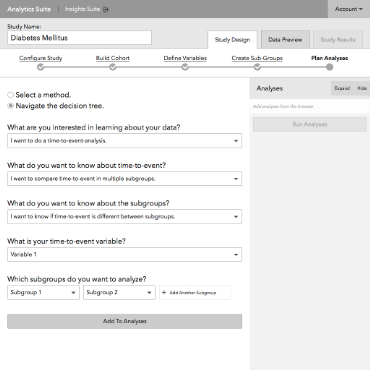 Analytics Suite
Insights Suite
Account
Study Name:
Diabetes Mellitus
Study Design
Data Preview
Study Results
Configure Study
Build Cohort
Define Variables
Create Sub-Groups
Plan Analyses
Select a method.
Navigate the decision tree.
What are you interested in learning about your data?
I want to do a time-to-event analysis.
What do you want to know about time-to-event?
I want to compare time-to-event in multiple subgroups.
What do you want to know about the subgroups?
I want to know if time-to-event is different between subgroups.
What is your time-to-event variable?
Variable 1
Which subgroups do you want to analyze?
Subgroup 1
Subgroup 2
+ Add Another Subgroup
Add To Analyses
Analyses
Expand
Hide
Add analyses from the browser
Run Analyses